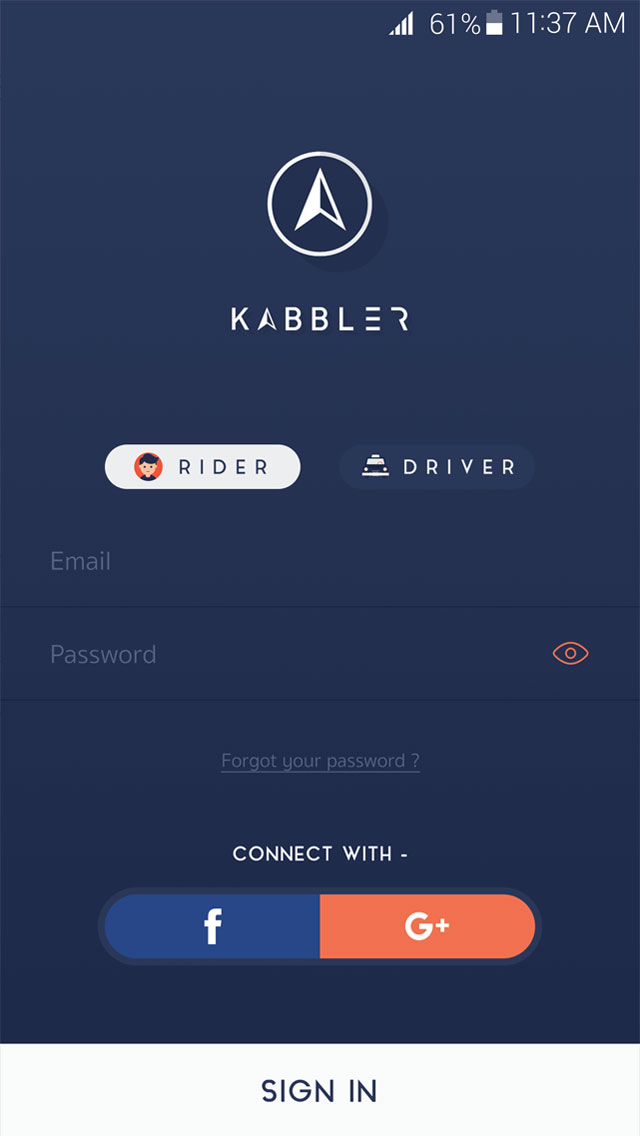 61% 11:37 AM
KABBLER
RIDER DRIVER
Email
Password
Forgot your password ?
CONNECT WITH -
f G+
SIGN IN